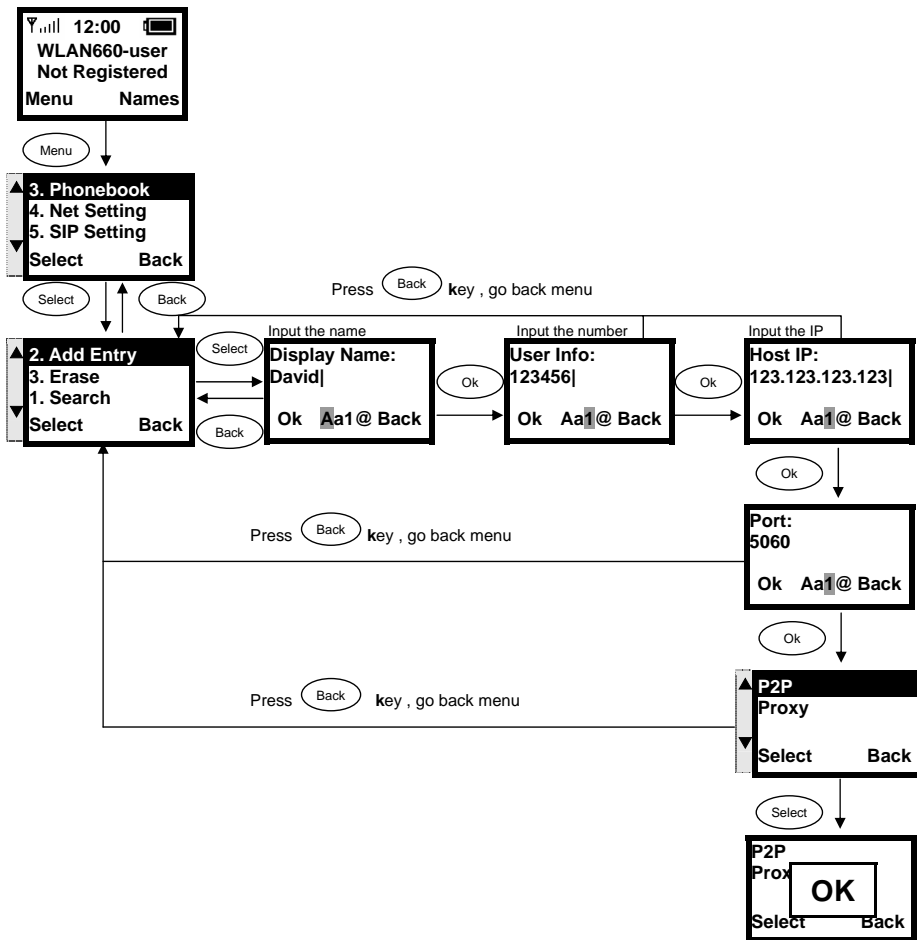 12:00
WLAN660-user
Not Registered
Menu Names
Menu
3. Phonebook
4. Net Setting
5. SIP Setting
Select Back
Select
Back
Press Back key , go back menu
2. Add Entry
3. Erase
1. Search
Select Back
Select
Back
Input the name
Display Name:
David|
Ok Aa1@ Back
Ok
Input the number
User Info:
123456|
Ok Aa1@ Back
Ok
Input the IP
Host IP:
123.123.123.123|
Ok Aa1@ Back
Ok
Press Back key , go back menu
Port:
5060
Ok Aa1@ Back
Ok
Press Back key , go back menu
P2P
Proxy
Select Back
Select
P2P
Prox
OK
Select Back